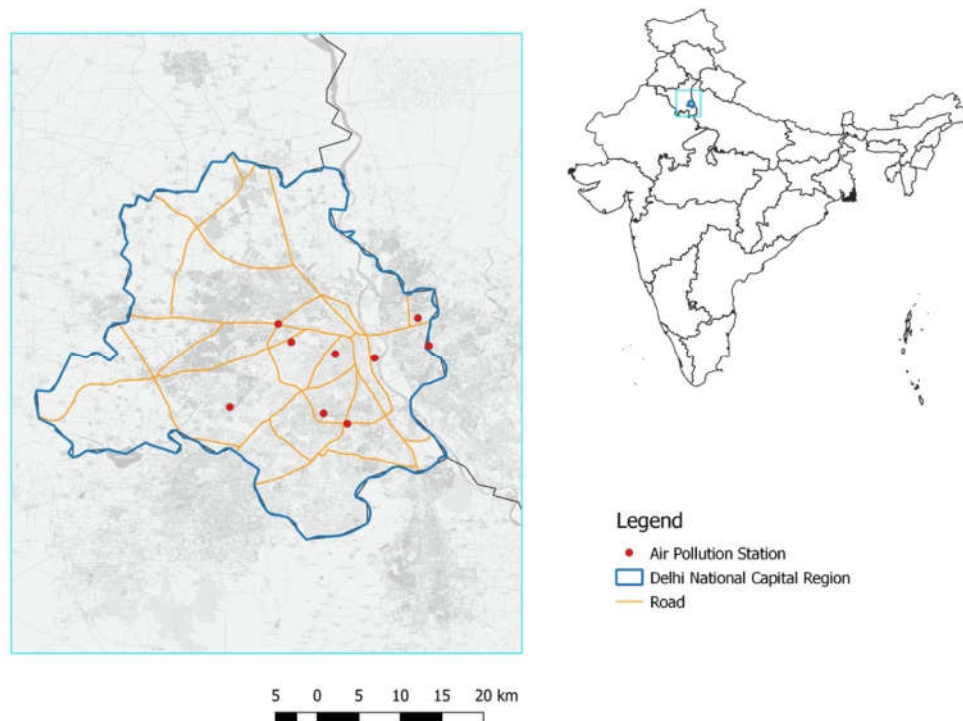 Legend
Air Pollution Station
Delhi National Capital Region
Road
5 0 5 10 15 20 km